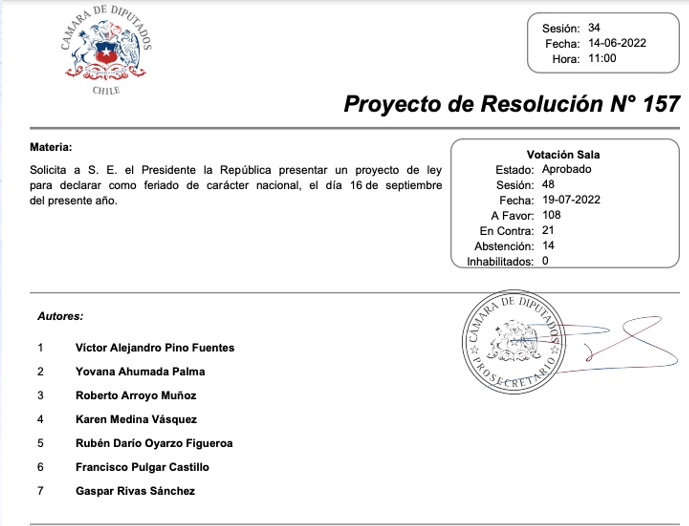 CAMARA DE DIPUTADOS
CHILE
Sesión: 34
Fecha: 14-06-2022
Hora: 11:00
Proyecto de Resolución N° 157
Materia:
Solicita a S. E. el Presidente la República presentar un proyecto de ley
para declarar como feriado de carácter nacional, el día 16 de septiembre
del presente año.
Votación Sala
Estado: Aprobado
Sesión: 48
Fecha: 19-07-2022
A Favor: 108
En Contra: 21
Abstención: 14
Inhabilitados: 0
Autores:
CAMARA DE DIPUTADOS
PROSECRETARIO
1 Víctor Alejandro Pino Fuentes
2 Yovana Ahumada Palma
3 Roberto Arroyo Muñoz
4 Karen Medina Vásquez
5 Rubén Darío Oyarzo Figueroa
6 Francisco Pulgar Castillo
7 Gaspar Rivas Sánchez